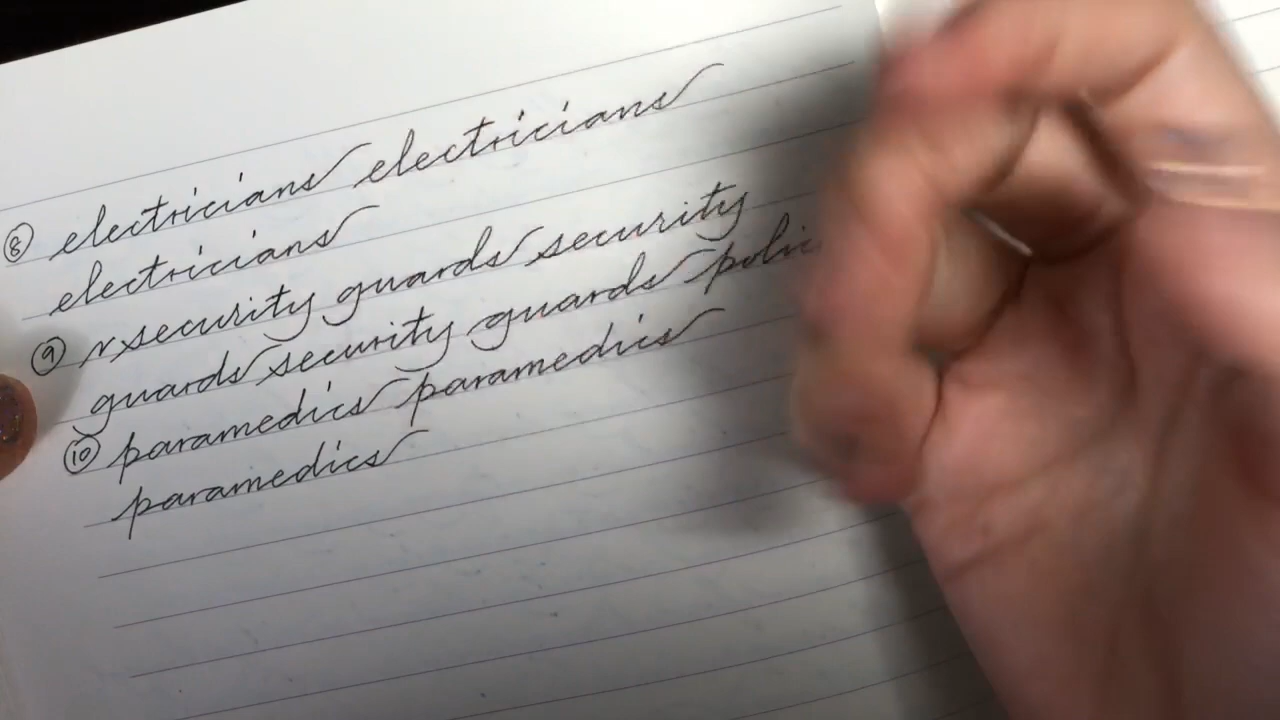 ⑧ electricians electricians
electricians
⑨ security guards security
guards security guards
⑩ paramedics paramedics
paramedics